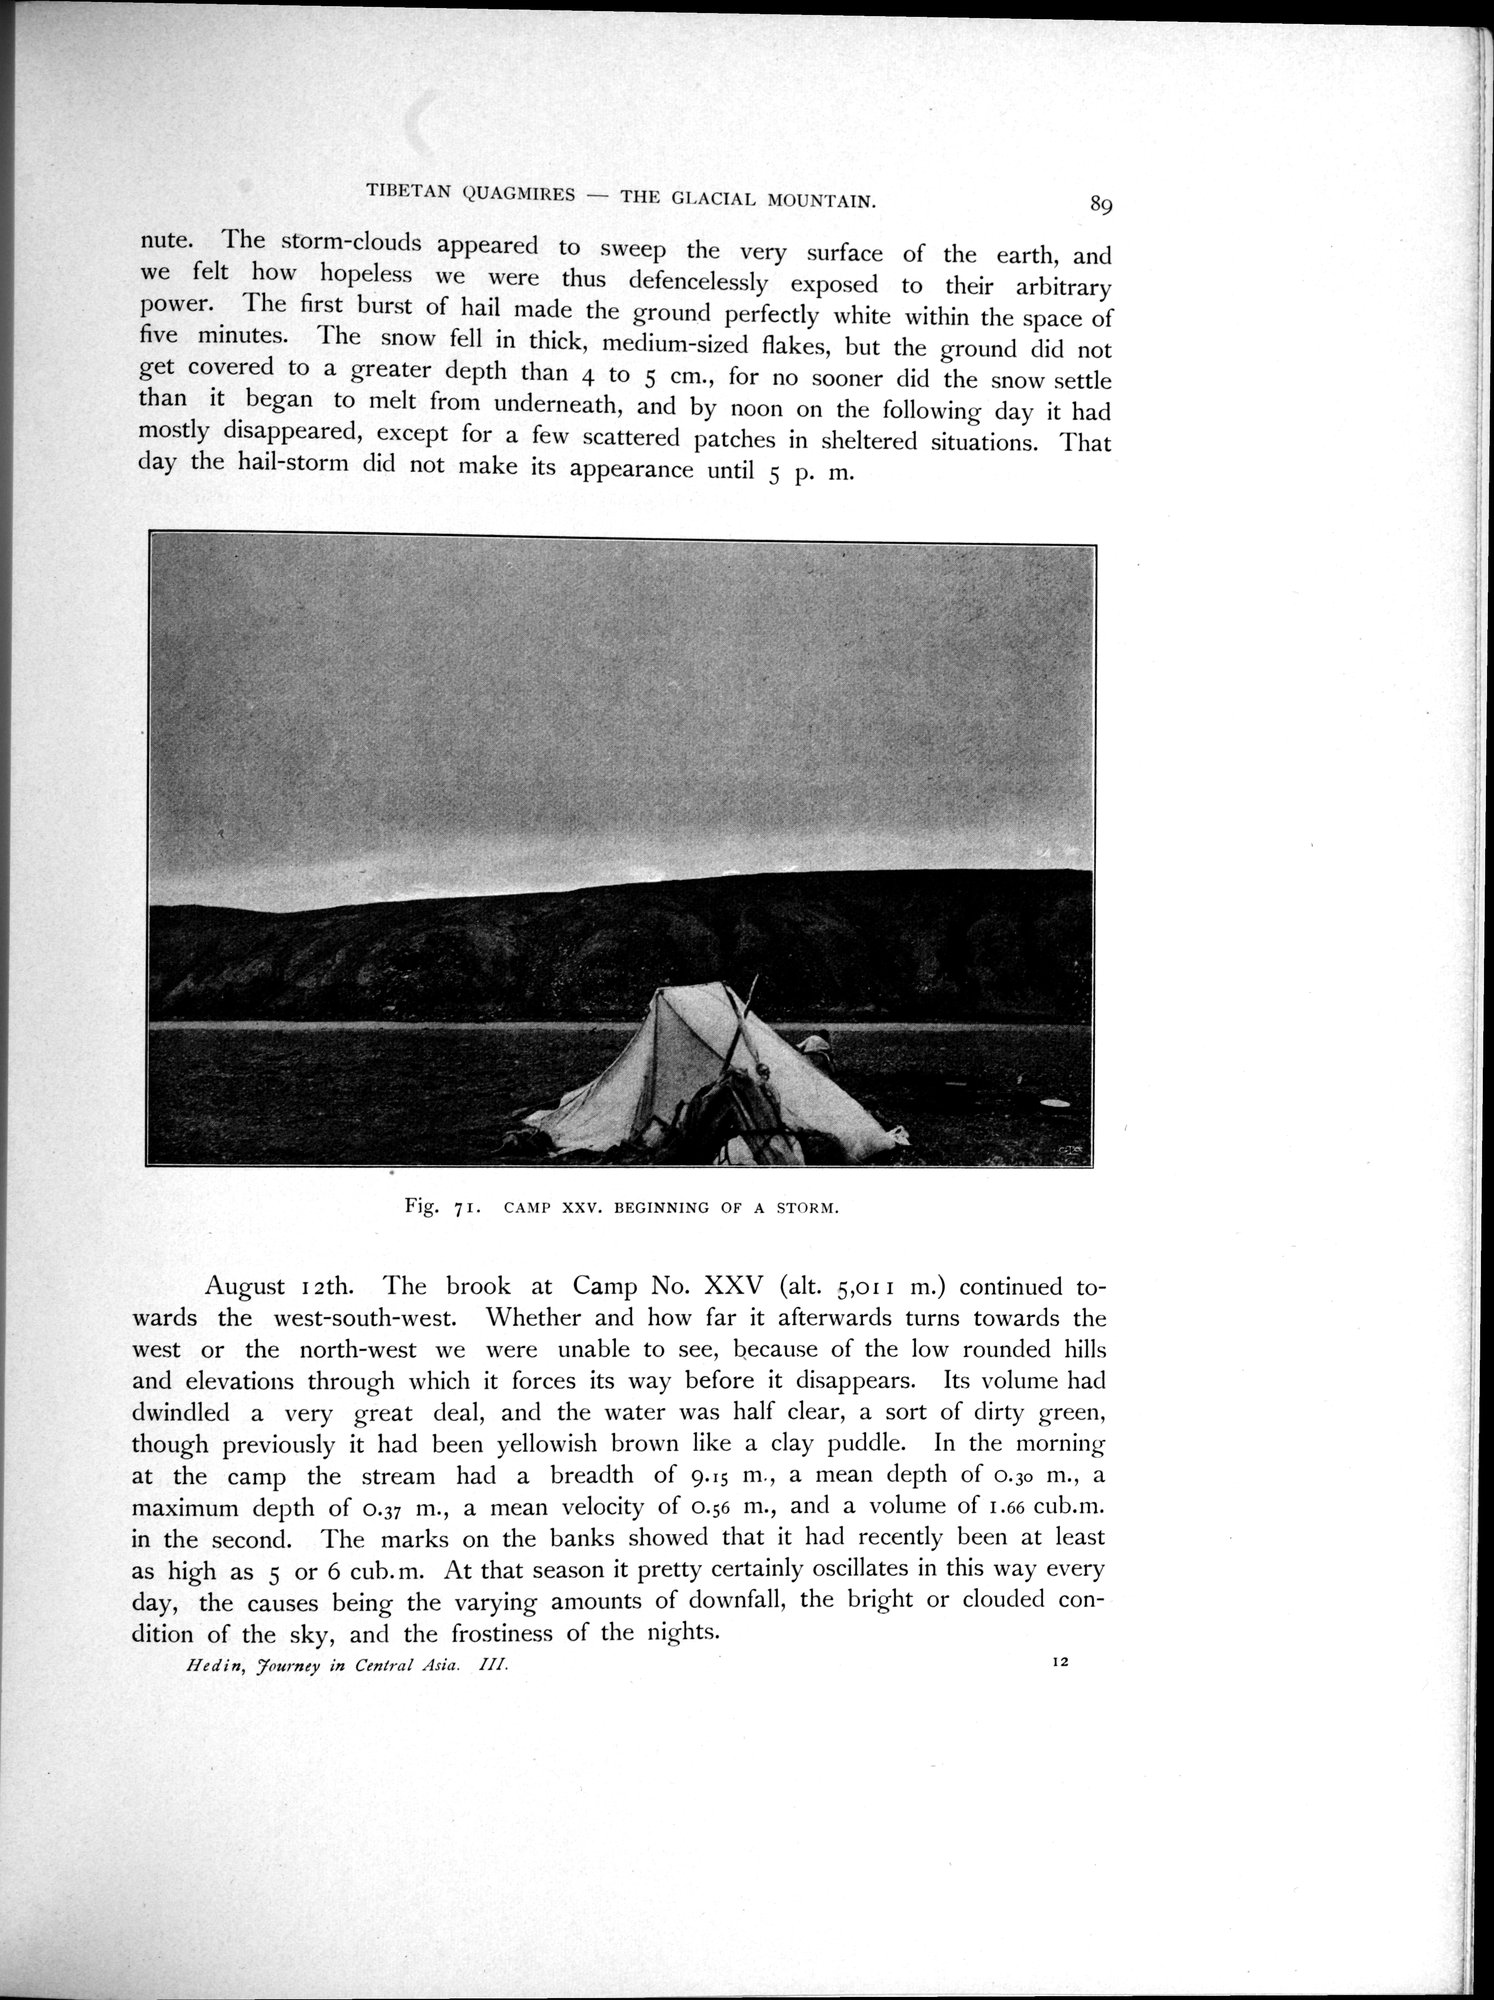 TIBETAN QUAGMIRES — THE GLACIAL MOUNTAIN. 89
nute. The storm-clouds appeared to sweep the very surface of the earth, and
we felt how hopeless we were thus defencelessly exposed to their arbitrary
power. The first burst of hail made the ground perfectly white within the space of
five minutes. The snow fell in thick, medium-sized flakes, but the ground did not
get covered to a greater depth than 4 to 5 cm., for no sooner did the snow settle
than it began to melt from underneath, and by noon on the following day it had
mostly disappeared, except for a few scattered patches in sheltered situations. That
day the hail-storm did not make its appearance until 5 p. m.
Fig. 71. CAMP XXV. BEGINNING OF A STORM.
August 12th. The brook at Camp No. XXV (alt. 5,011 m.) continued to-
wards the west-south-west. Whether and how far it afterwards turns towards the
west or the north-west we were unable to see, because of the low rounded hills
and elevations through which it forces its way before it disappears. Its volume had
dwindled a very great deal, and the water was half clear, a sort of dirty green,
though previously it had been yellowish brown like a clay puddle. In the morning
at the camp the stream had a breadth of 9.15 m., a mean depth of 0.30 m., a
maximum depth of 0.37 m., a mean velocity of 0.56 m., and a volume of 1.66 cub.m.
in the second. The marks on the banks showed that it had recently been at least
as high as 5 or 6 cub.m. At that season it pretty certainly oscillates in this way every
day, the causes being the varying amounts of downfall, the bright or clouded con-
dition of the sky, and the frostiness of the nights.
Hedin, Journey in Central Asia. III. 12